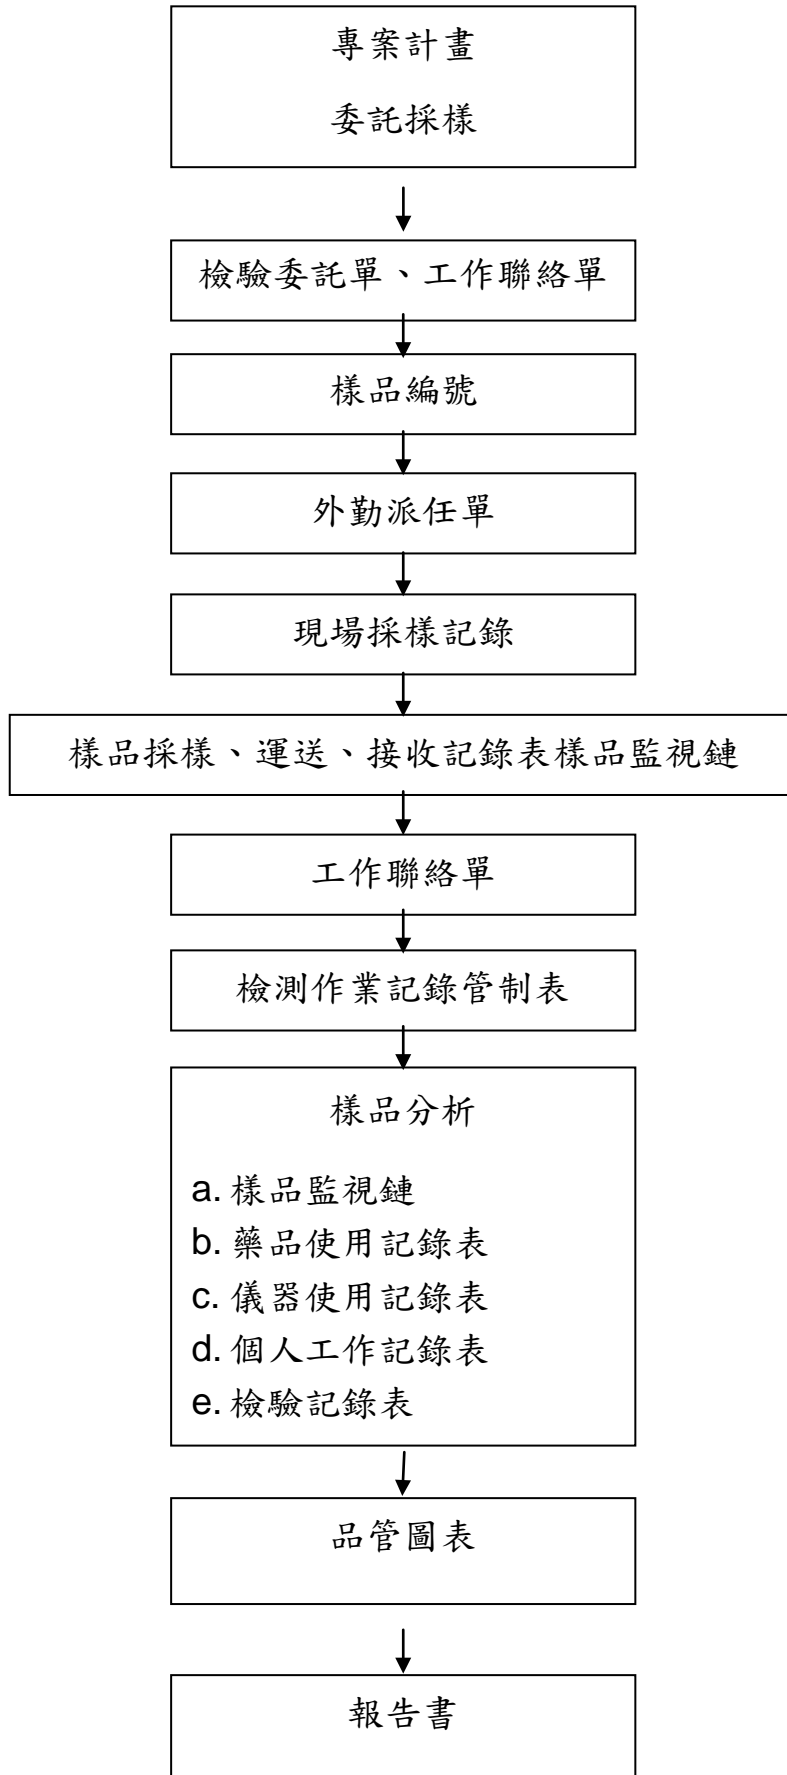 專案計畫
委託採樣
檢驗委託單、工作聯絡單
樣品編號
外勤派任單
現場採樣記錄
樣品採樣、運送、接收記錄表樣品監視鏈
工作聯絡單
檢測作業記錄管制表
樣品分析
a. 樣品監視鏈
b. 藥品使用記錄表
c. 儀器使用記錄表
d. 個人工作記錄表
e. 檢驗記錄表
品管圖表
報告書